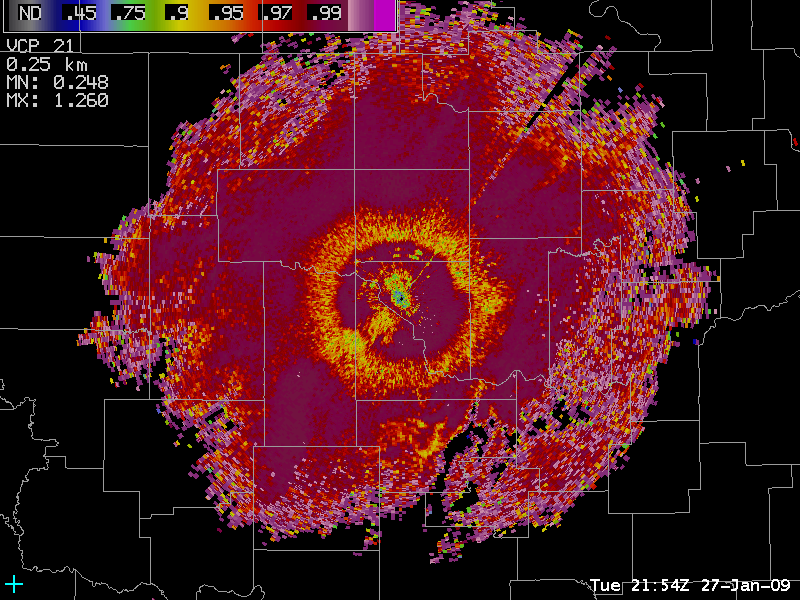 ND .45 .75 .9 .95 .97 .99
VCP 21
0.25 km
MN: 0.248
MX: 1.260
Tue 21:54Z 27-Jan-09